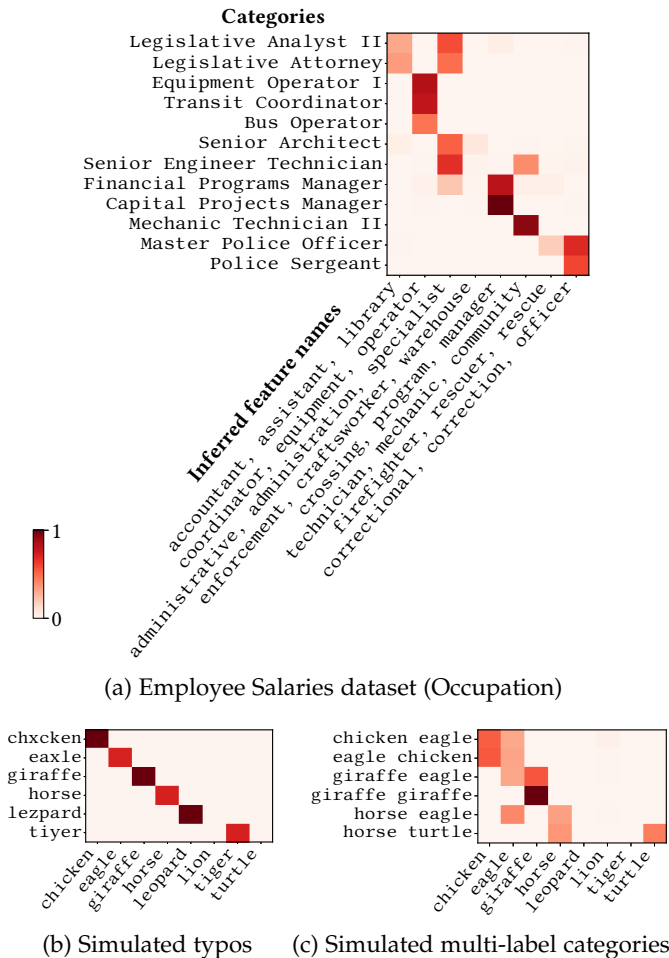 Categories
Legislative Analyst II
Legislative Attorney
Equipment Operator I
Transit Coordinator
Bus Operator
Senior Architect
Senior Engineer Technician
Financial Programs Manager
Capital Projects Manager
Mechanic Technician II
Master Police Officer
Police Sergeant
Inferred feature names
accountant, assistant, library
coordinator, equipment, operator
administrative, administration, specialist
enforcement, craftsworker, warehouse
crossing, program, manager
technician, mechanic, community
firefighter, rescuer, rescue
correctional, correction, officer
1
0
(a) Employee Salaries dataset (Occupation)
chxcken
eaxle
giraffe
horse
lezpard
tiyer
chicken
eagle
giraffe
horse
leopard
lion
tiger
turtle
(b) Simulated typos
chicken eagle
eagle chicken
giraffe eagle
giraffe giraffe
horse eagle
horse turtle
chicken
eagle
giraffe
horse
leopard
lion
tiger
turtle
(c) Simulated multi-label categories